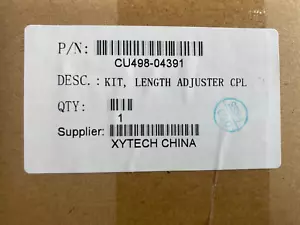 P/N:
CU498-04391
DESC.: KIT, LENGTH ADJUSTER CPL
QTY:
1
Supplier:
XYTECH CHINA